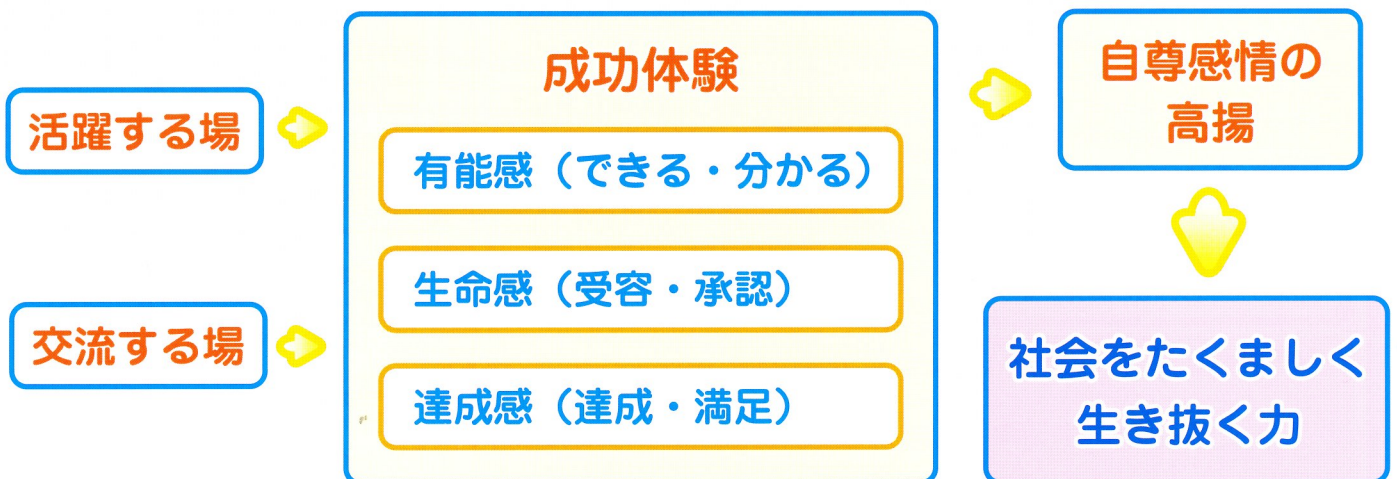 活躍する場
交流する場
成功体験
有能感（できる・分かる）
生命感（受容・承認）
達成感（達成・満足）
自尊感情の
高揚
社会をたくましく
生き抜く力